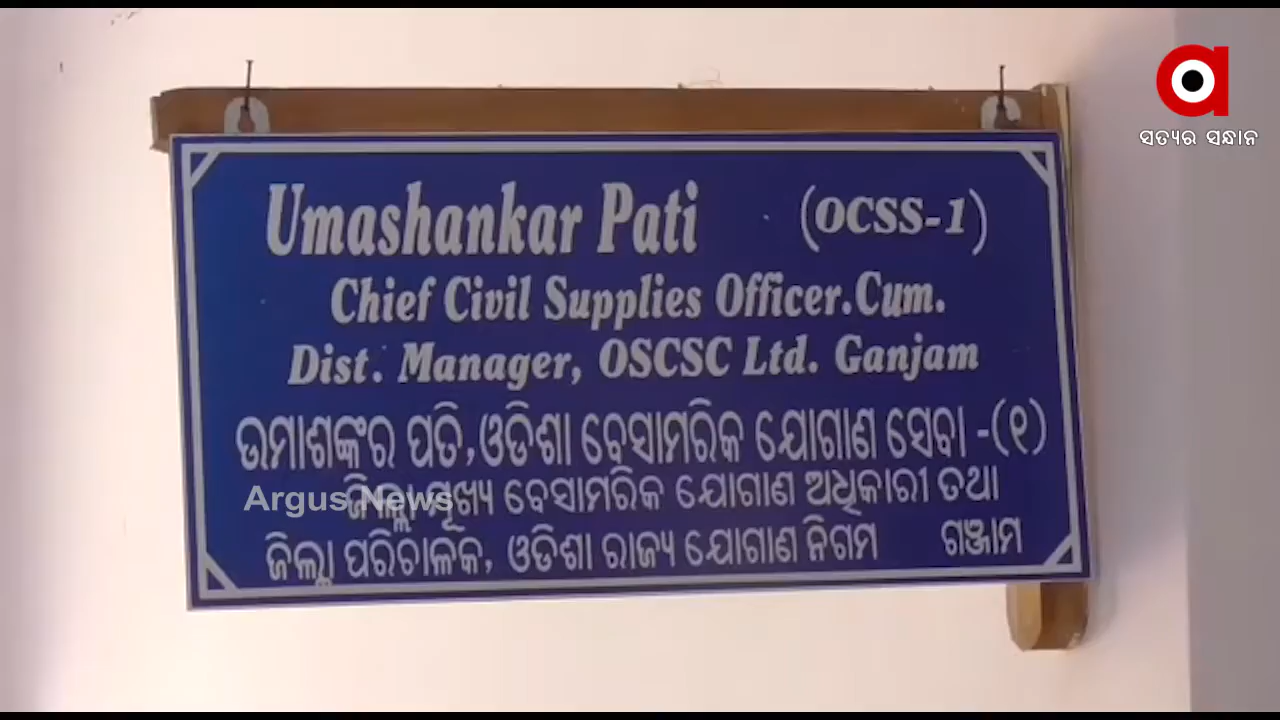 ସତ୍ୟର ସନ୍ଧାନ
Umashankar Pati (OCSS-1)
Chief Civil Supplies Officer.Cum.
Dist. Manager, OSCSC Ltd. Ganjam
ଉମାଶଙ୍କର ପତି,ଓଡିଶା ବେସାମରିକ ଯୋଗାଣ ସେବା -(୧)
ଜିଲ୍ଲା ମୂଖ୍ୟ ବେସାମରିକ ଯୋଗାଣ ଅଧିକାରୀ ତଥା
Argus News
ଜିଲ୍ଲା ପରିଚାଳକ, ଓଡିଶା ରାଜ୍ୟ ଯୋଗାଣ ନିଗମ ଗଞ୍ଜାମ